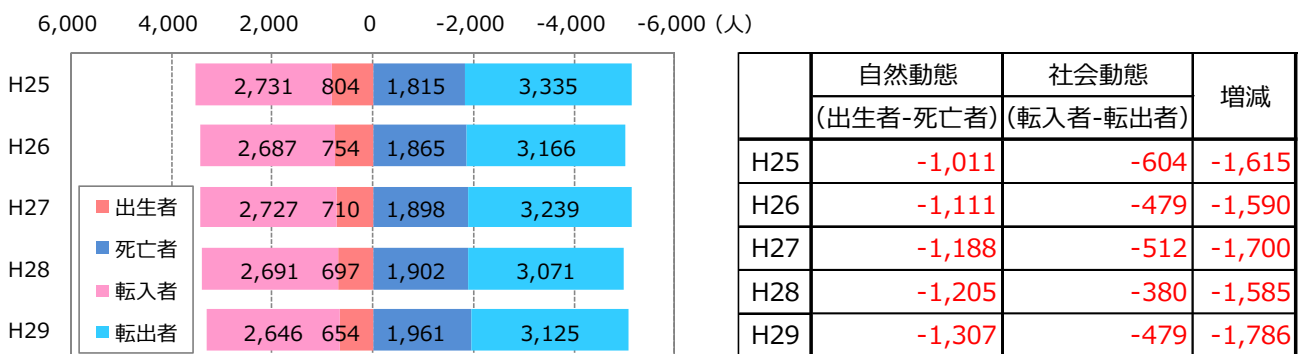 6,000 4,000 2,000 0 -2,000 -4,000 -6,000 (人)
H25 2,731 804 1,815 3,335
H26 2,687 754 1,865 3,166
H27 2,727 710 1,898 3,239
H28 2,691 697 1,902 3,071
H29 2,646 654 1,961 3,125
出生者
死亡者
転入者
転出者
自然動態 社会動態 増減
(出生者-死亡者) (転入者-転出者)
H25 -1,011 -604 -1,615
H26 -1,111 -479 -1,590
H27 -1,188 -512 -1,700
H28 -1,205 -380 -1,585
H29 -1,307 -479 -1,786